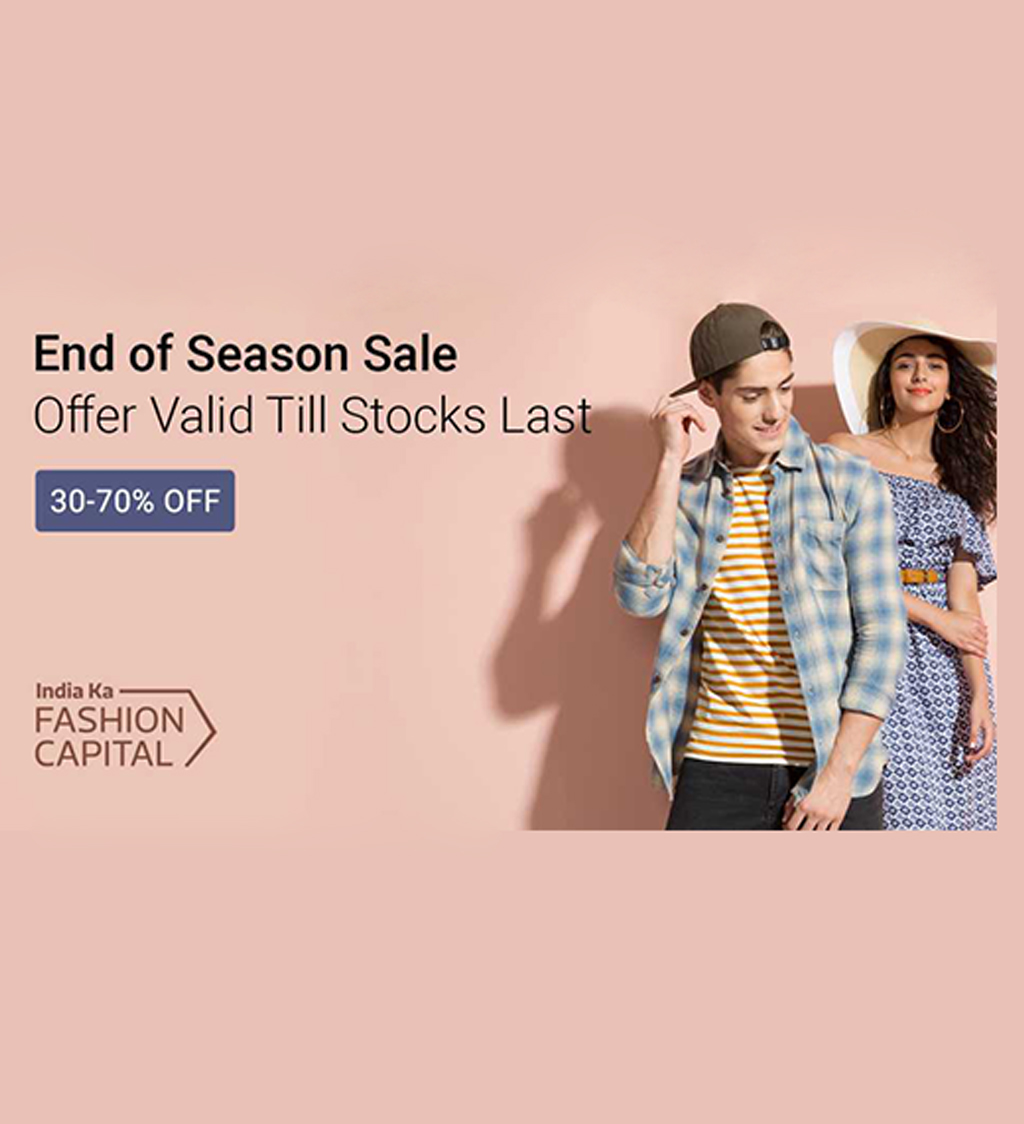 End of Season Sale
Offer Valid Till Stocks Last
30-70% OFF
India Ka
FASHION
CAPITAL